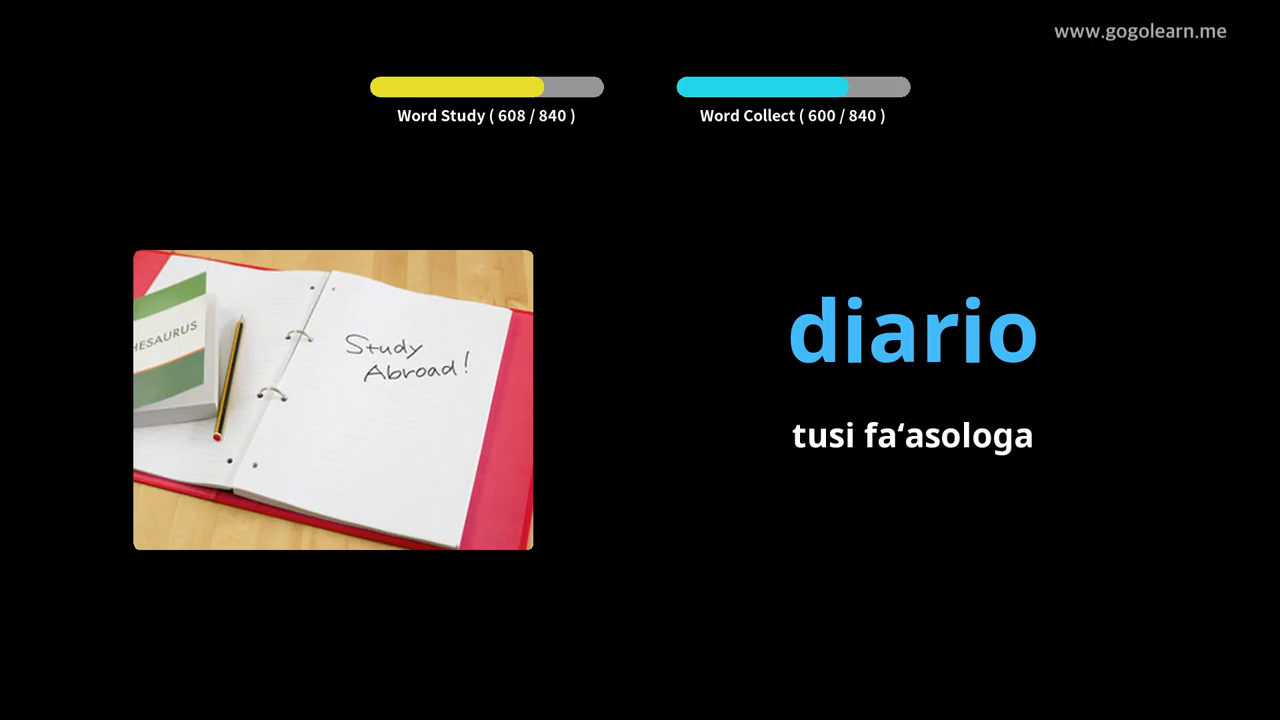 www.gogolearn.me
Word Study ( 608 / 840 )
Word Collect ( 600 / 840 )
HESAURUS
Study
Abroad!
diario
tusi fa‘asologa